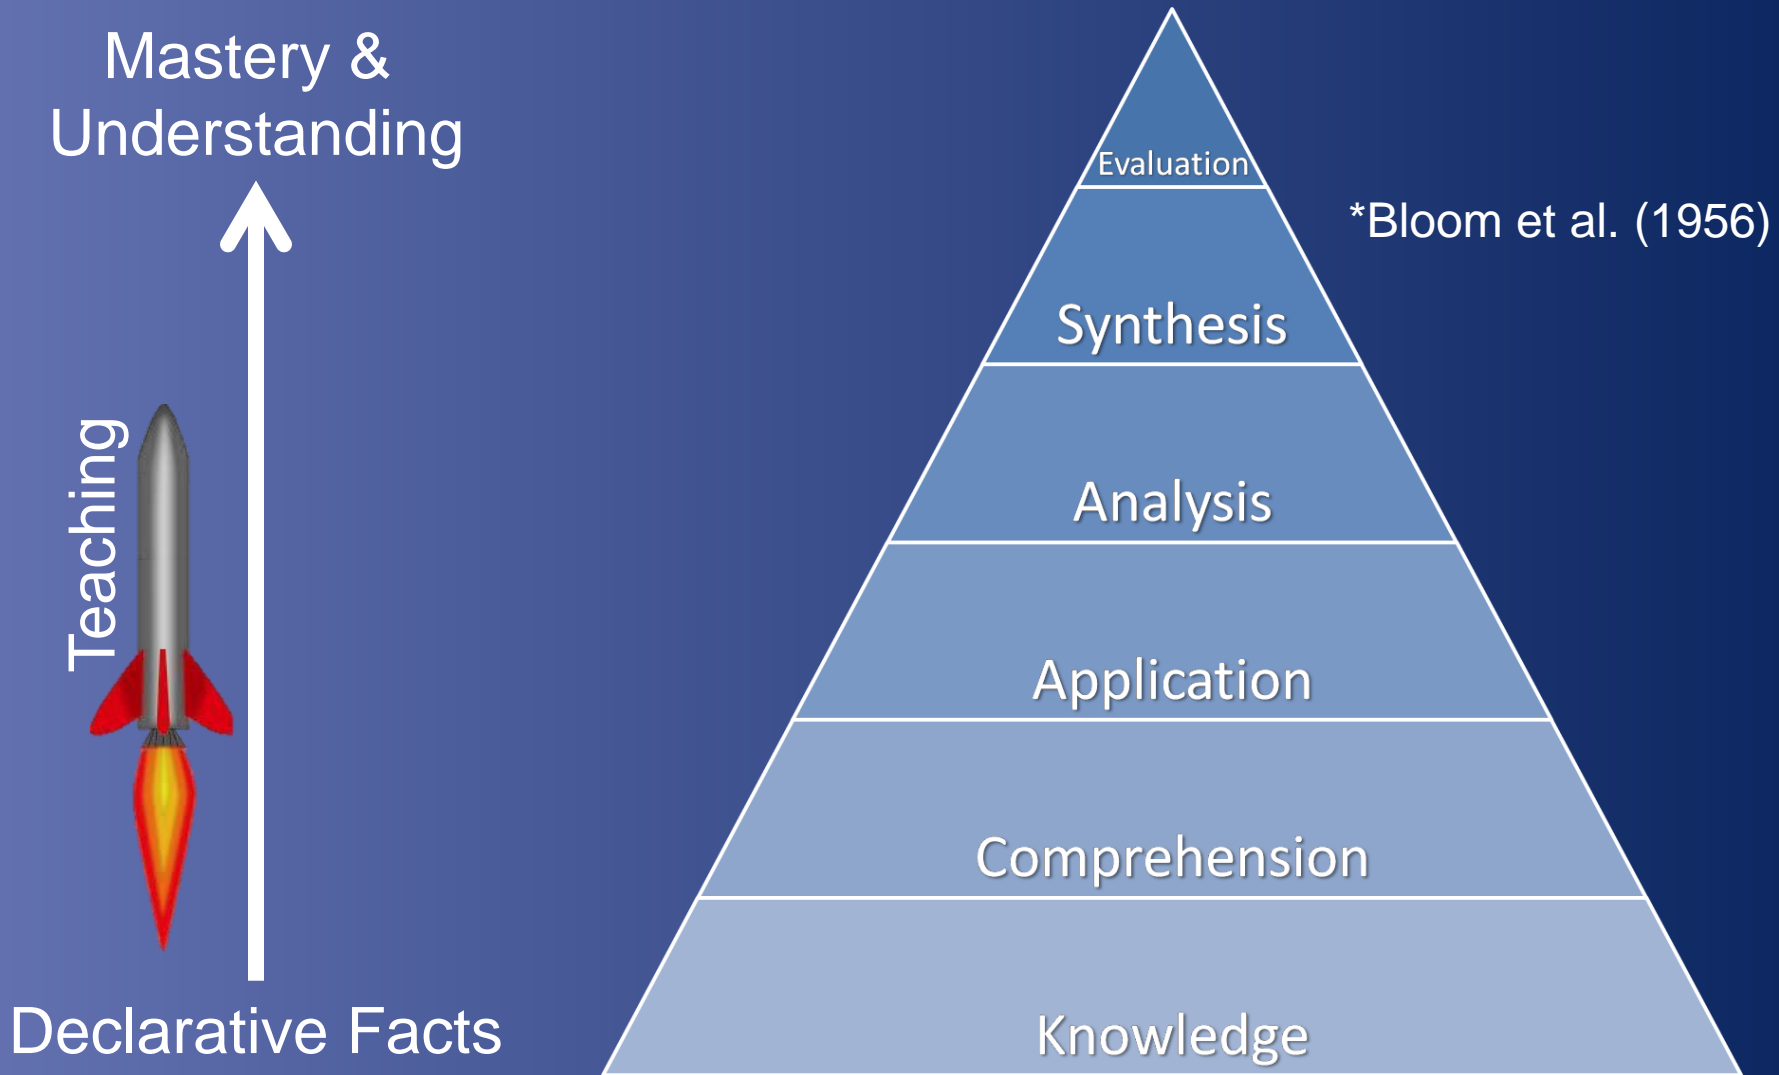 Mastery &
Understanding
Teaching
Declarative Facts
Evaluation
*Bloom et al. (1956)
Synthesis
Analysis
Application
Comprehension
Knowledge